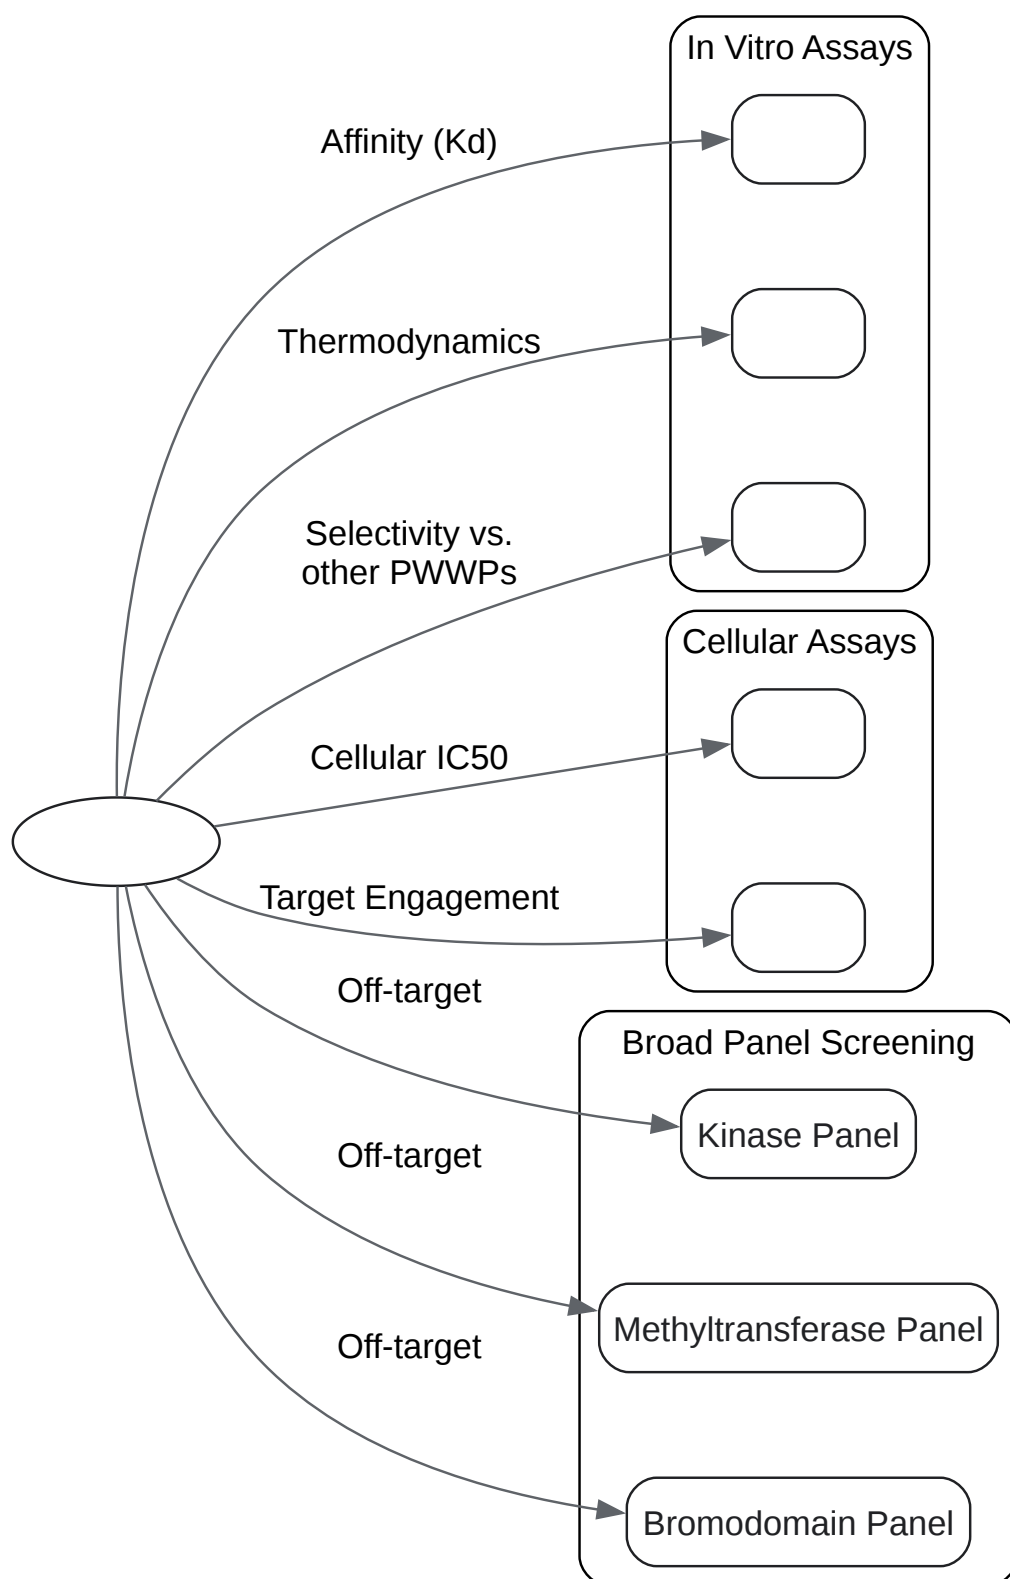 In Vitro Assays
Affinity (Kd)
Thermodynamics
Selectivity vs.
other PWWPs
Cellular Assays
Cellular IC50
Target Engagement
Off-target
Broad Panel Screening
Kinase Panel
Off-target
Methyltransferase Panel
Off-target
Bromodomain Panel